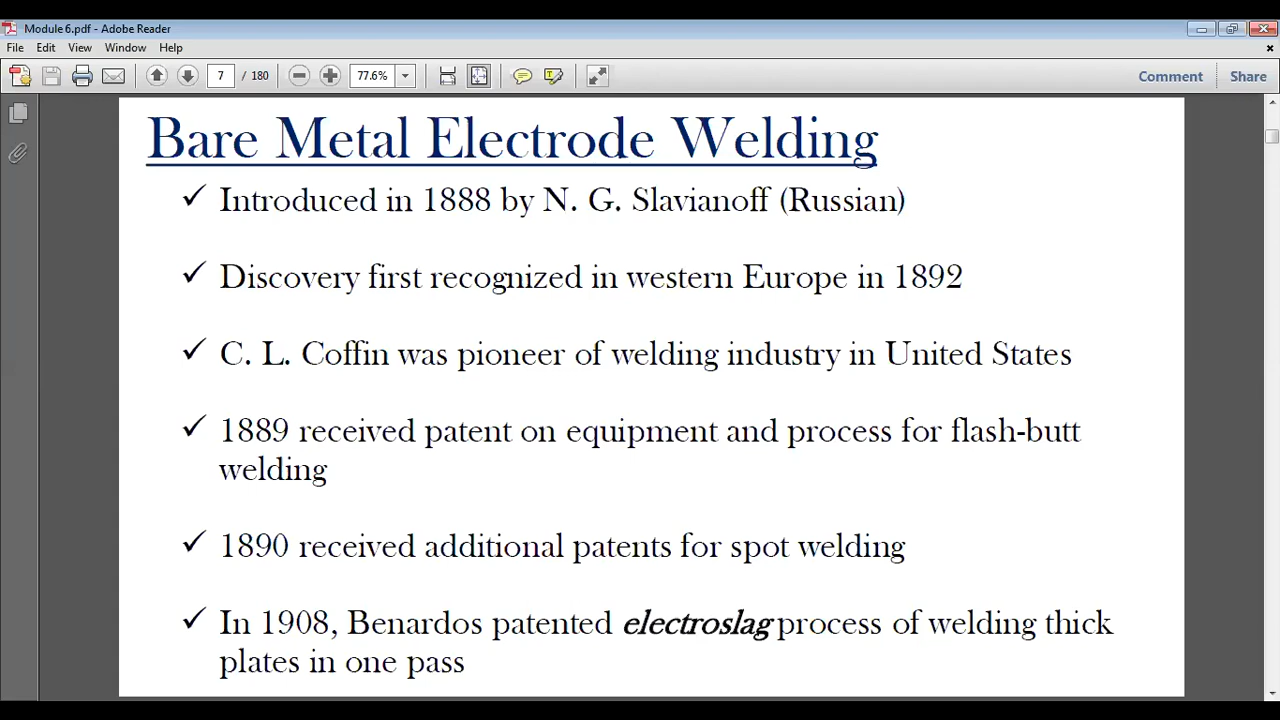 Module 6.pdf - Adobe Reader
File Edit View Window Help
7 / 180 77.6% Comment Share
Bare Metal Electrode Welding
✓ Introduced in 1888 by N. G. Slavianoff (Russian)
✓ Discovery first recognized in western Europe in 1892
✓ C. L. Coffin was pioneer of welding industry in United States
✓ 1889 received patent on equipment and process for flash-butt
welding
✓ 1890 received additional patents for spot welding
✓ In 1908, Benardos patented electroslag process of welding thick
plates in one pass